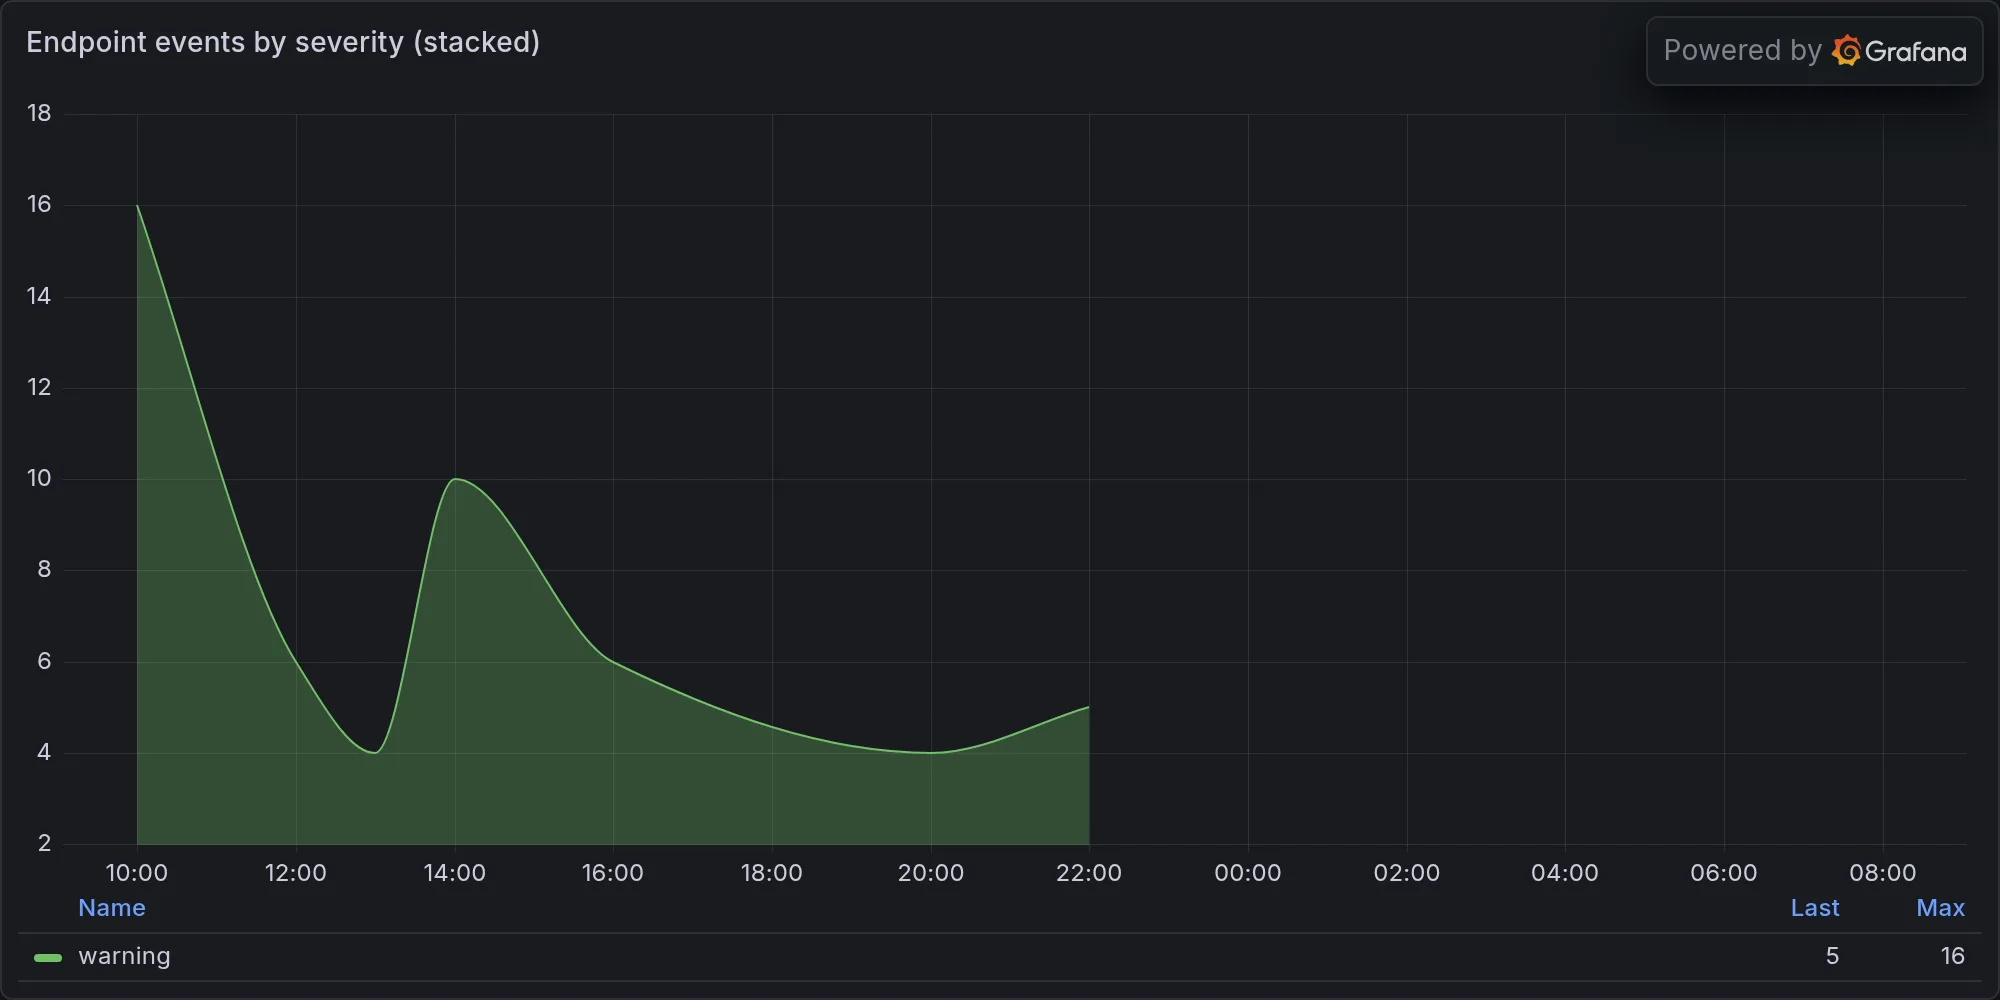 Endpoint events by severity (stacked)
Powered by Grafana
18
16
14
12
10
8
6
4
2
10:00 12:00 14:00 16:00 18:00 20:00 22:00 00:00 02:00 04:00 06:00 08:00
Name Last Max
warning 5 16